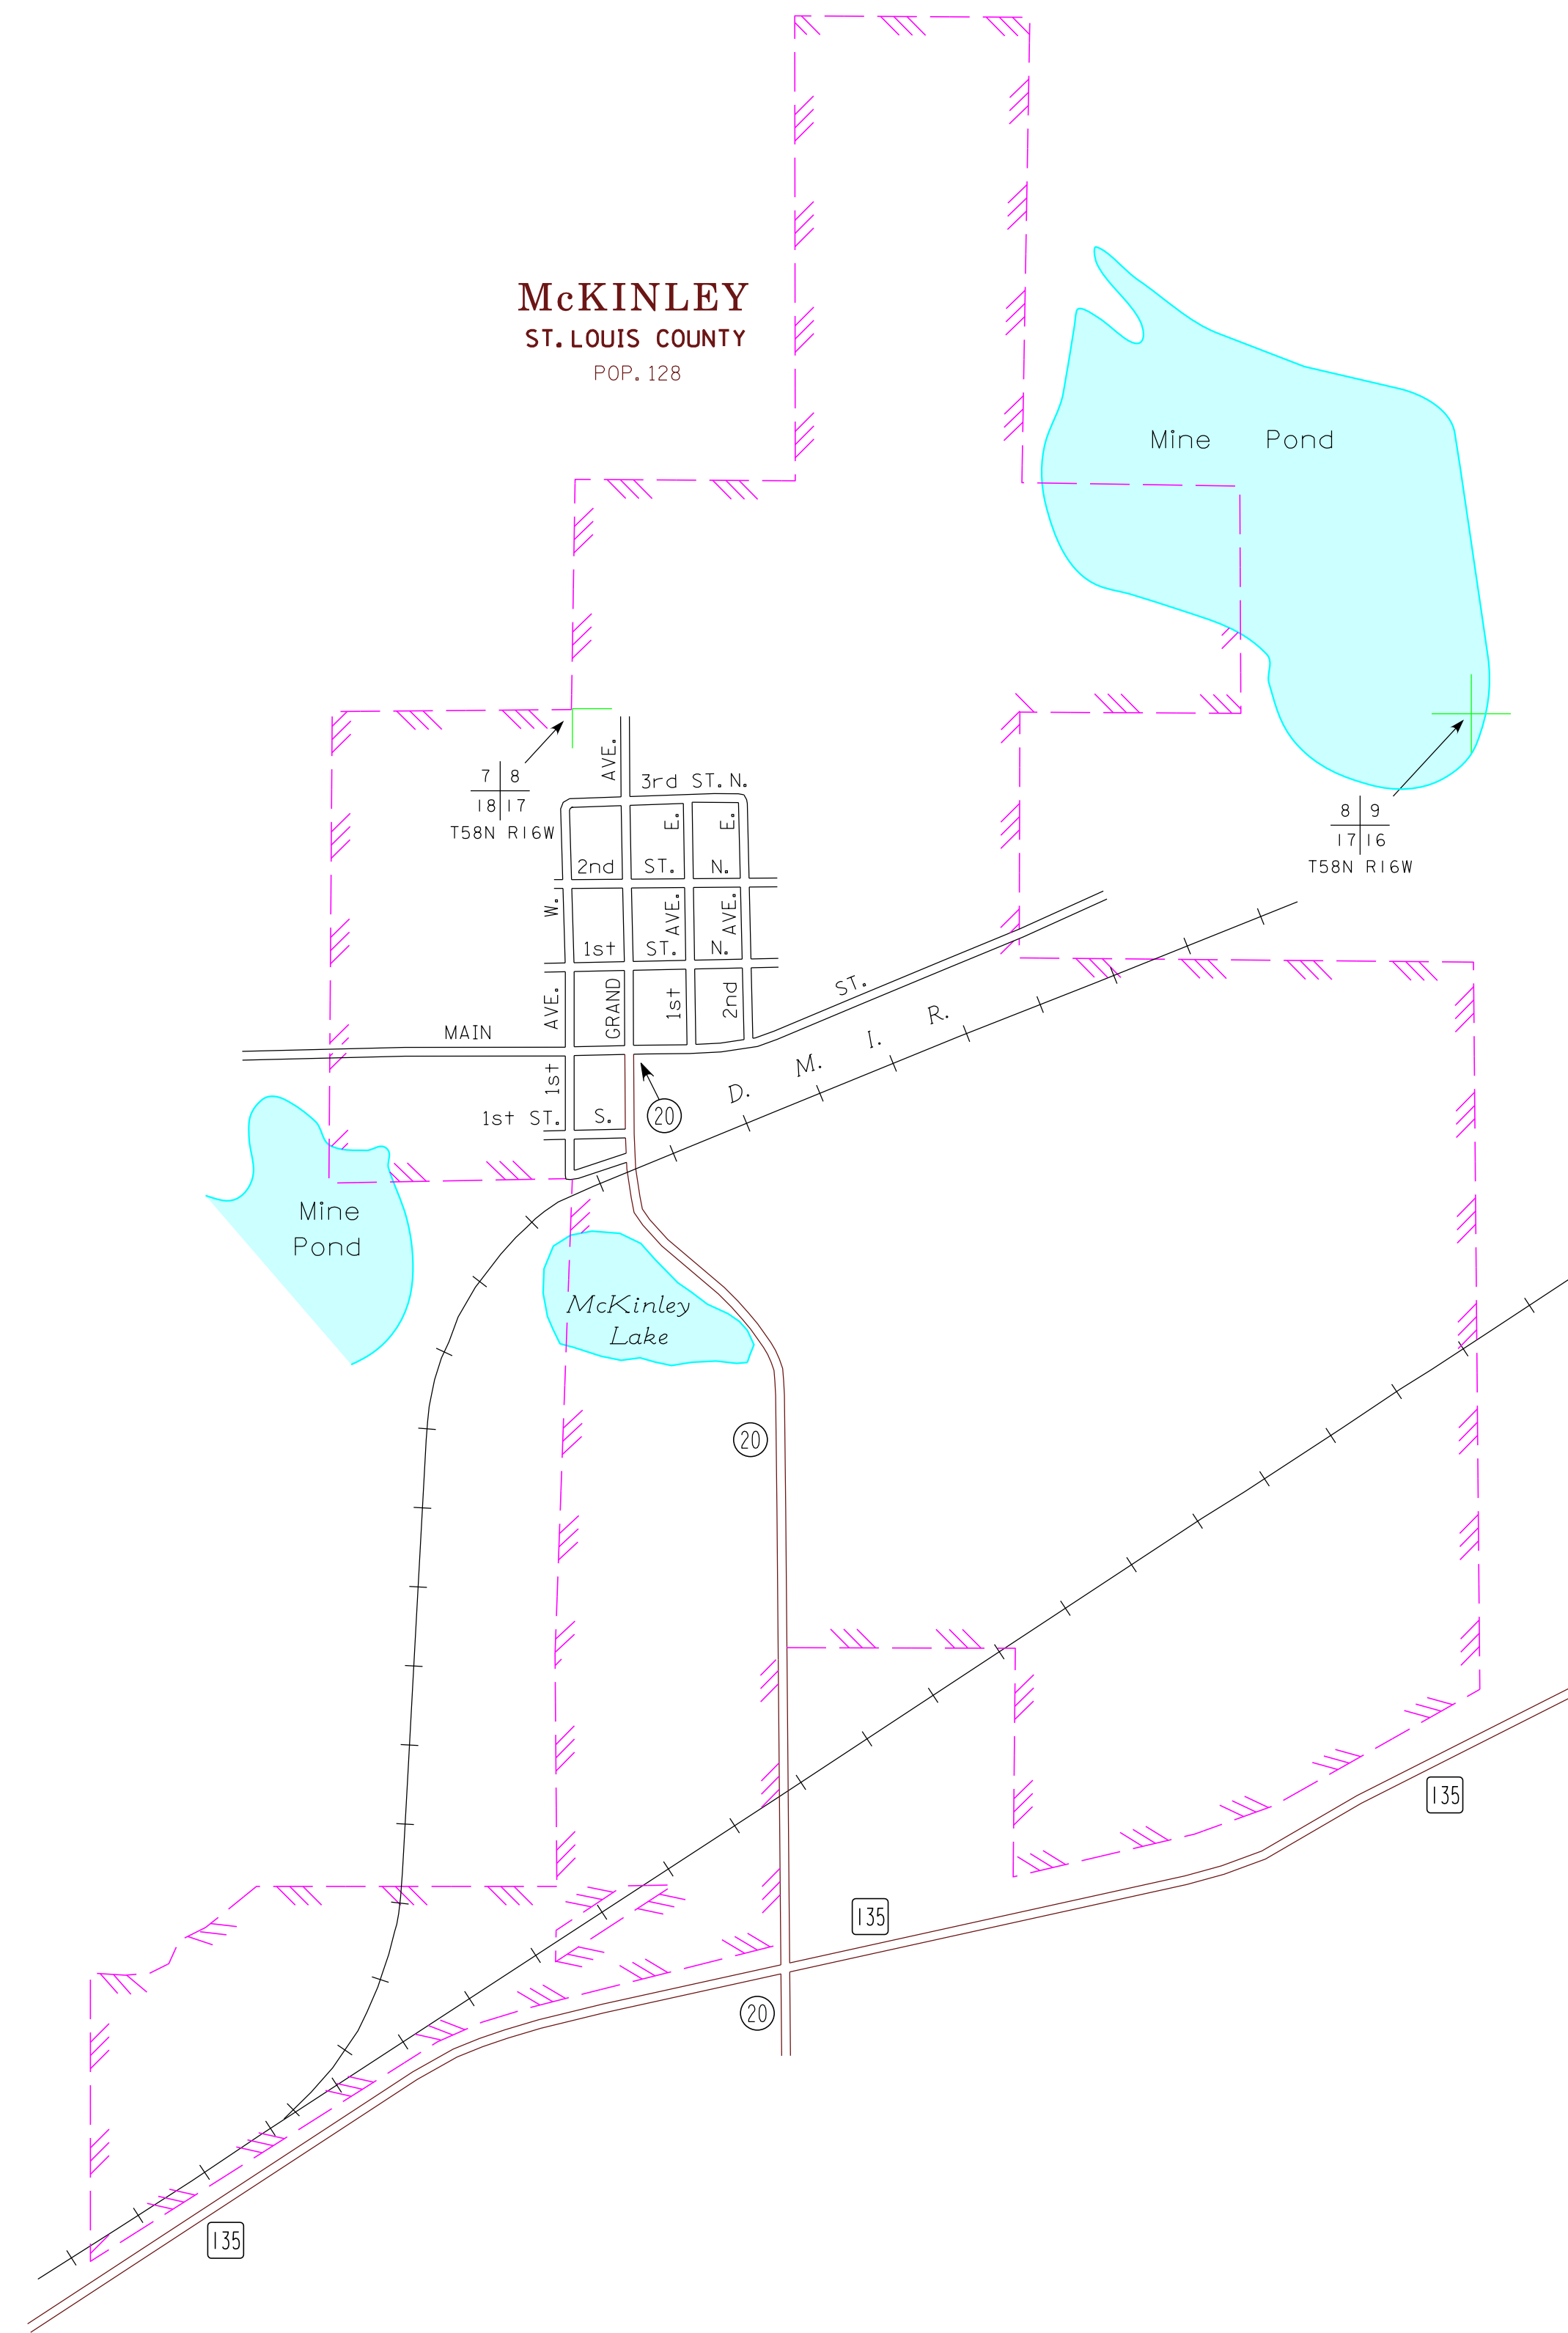 McKINLEY
ST. LOUIS COUNTY
POP. 128
Mine Pond
7 8
18 17
T58N R16W
8 9
17 16
T58N R16W
AVE.
3rd ST. N.
E. E.
2nd ST. N.
W.
AVE. AVE.
1st ST. N.
ST.
AVE. GRAND 1st 2nd
MAIN
D. M. I. R.
1st
1st ST. S.
20
Mine
Pond
McKinley
Lake
20
135
135
20
135